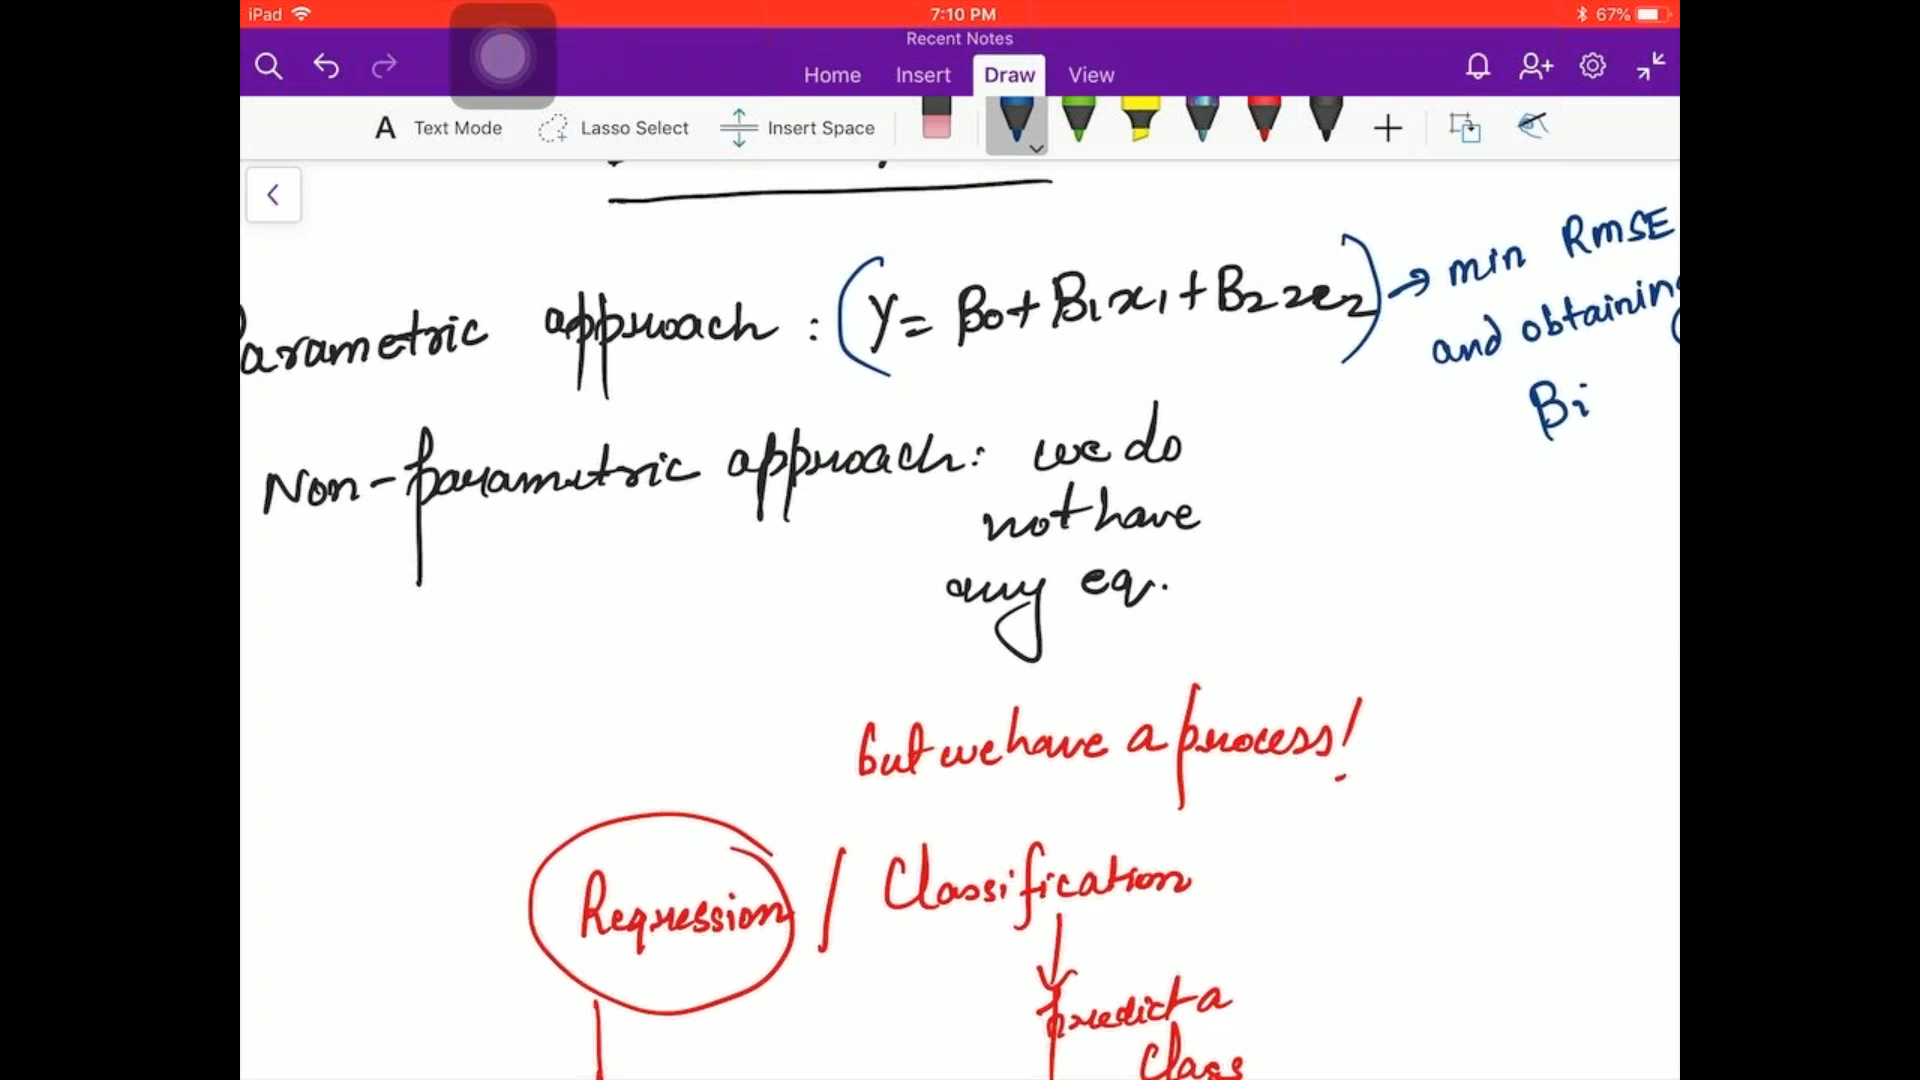 iPad 7:10 PM 67%
Recent Notes
Home Insert Draw View
A Text Mode Lasso Select Insert Space
Parametric approach : (Y = β0 + β1x1 + β2x2) → min RMSE
and obtaining
βi
Non-parametric approach: we do
not have
any eq.
but we have a process!
Regression / Classification
predict a
class